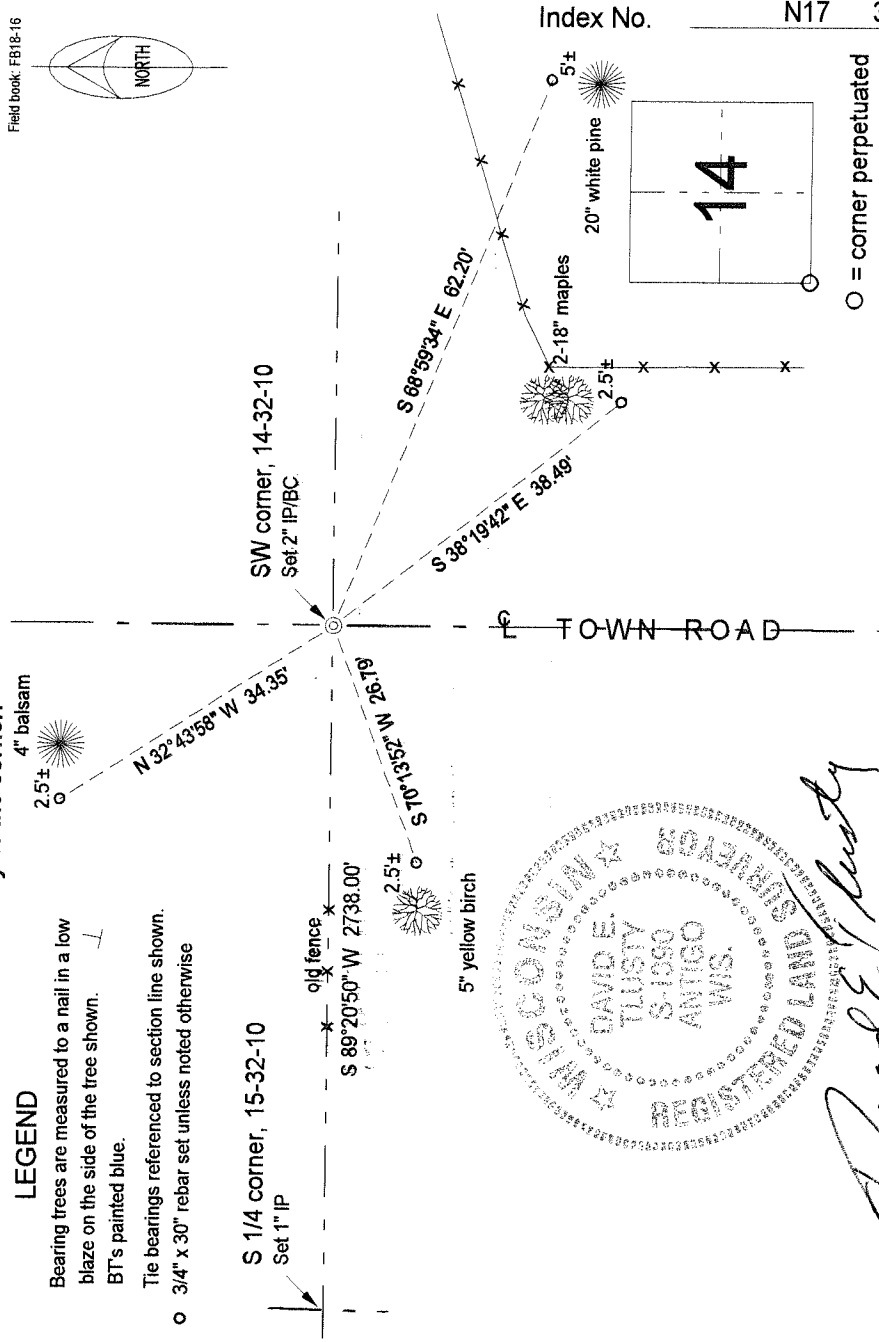 Index No. N17
Field book: FB18-16
NORTH
LEGEND
Bearing trees are measured to a nail in a low
blaze on the side of the tree shown.
BT's painted blue.
Tie bearings referenced to section line shown.
o 3/4" x 30" rebar set unless noted otherwise
4" balsam
2.5'±
N 32°43'58" W 34.35'
SW corner, 14-32-10
Set 2" IP/BC
S 68°59'34" E 62.20'
5'±
20" white pine
S 38°19'42" E 38.49'
2-18" maples
2.5'±
S 1/4 corner, 15-32-10
Set 1" IP
old fence
S 89°20'50" W 2738.00'
S 70°13'52" W 26.79'
2.5'±
5" yellow birch
℄ TOWN ROAD
14
O = corner perpetuated
WISCONSIN
REGISTERED LAND SURVEYOR
DAVID E.
TLUSTY
S-1390
ANTIGO
WIS.